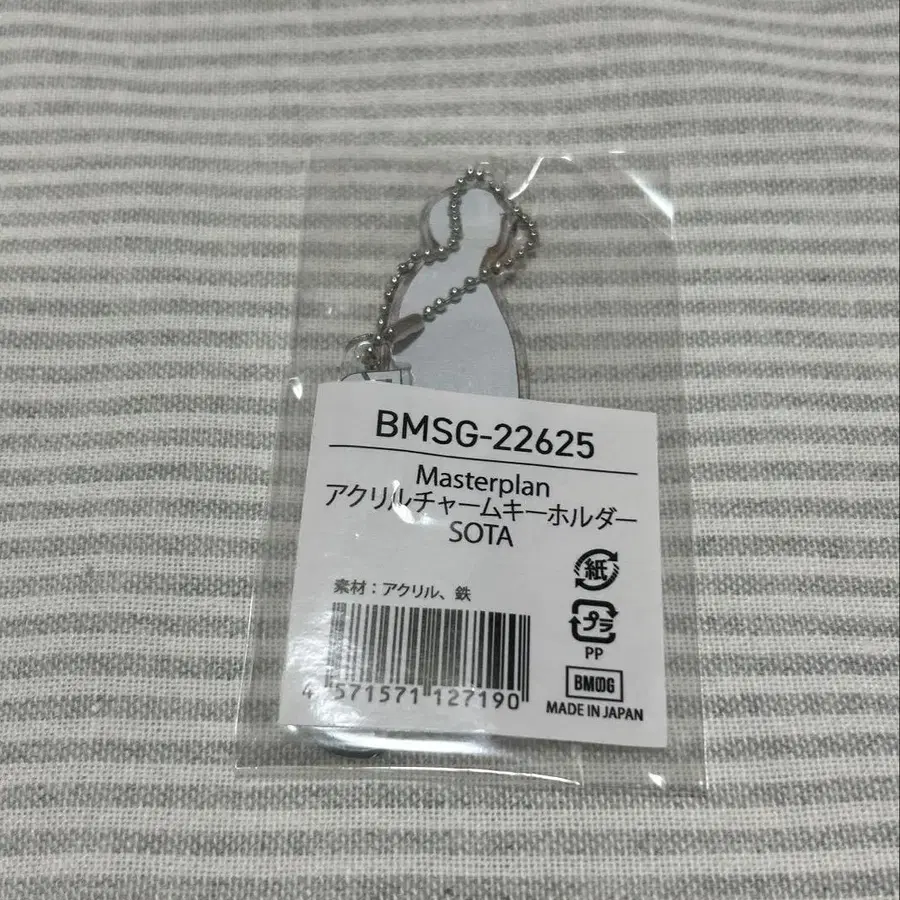 BMSG-22625
Masterplan
アクリルチャームキーホルダー
SOTA
素材：アクリル、鉄
紙
プラ
PP
4 571571 127190
BMSG
MADE IN JAPAN